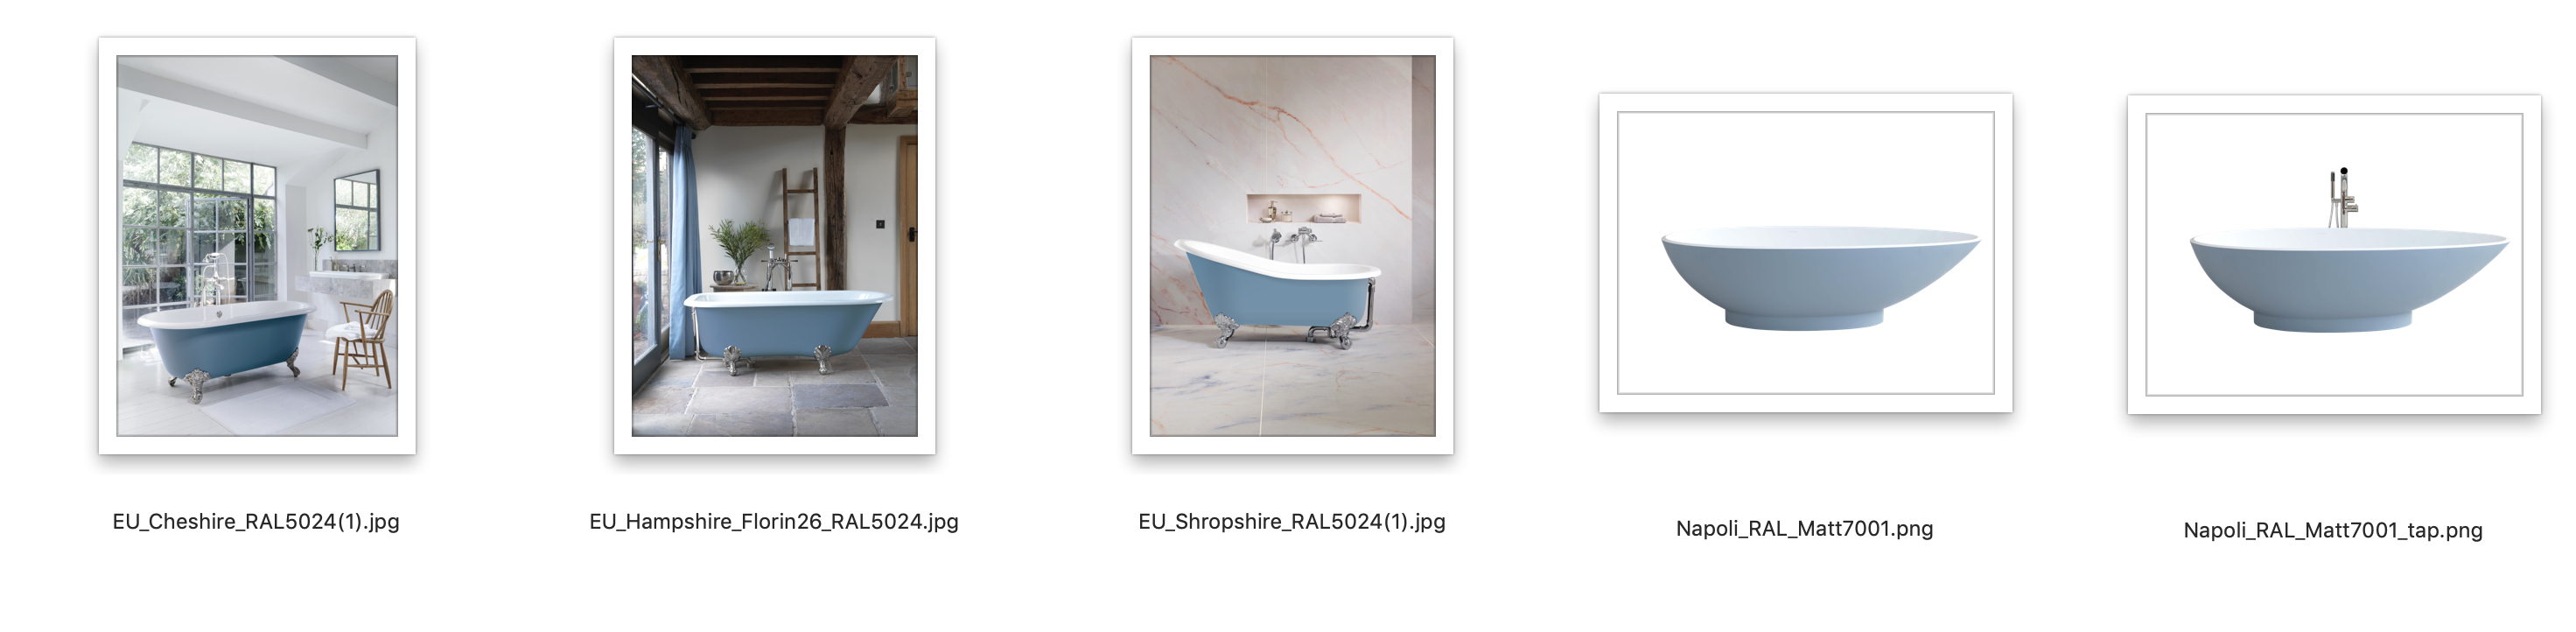 EU_Cheshire_RAL5024(1).jpg
EU_Hampshire_Florin26_RAL5024.jpg
EU_Shropshire_RAL5024(1).jpg
Napoli_RAL_Matt7001.png
Napoli_RAL_Matt7001_tap.png